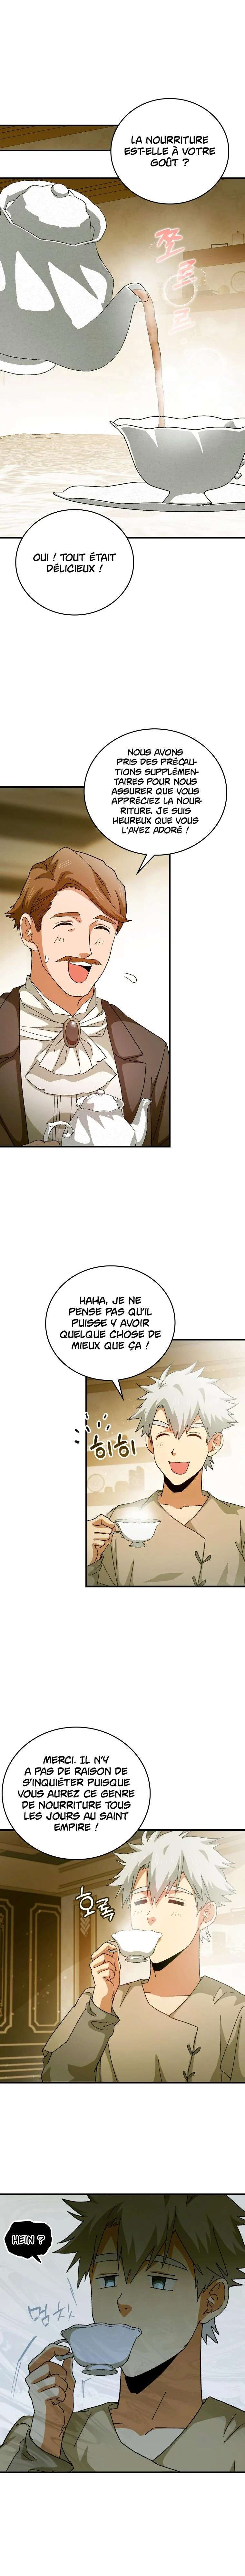 LA NOURRITURE
EST-ELLE À VOTRE
GOÛT ?
쪼
르
르
OUI ! TOUT ÉTAIT
DÉLICIEUX !
NOUS AVONS
PRIS DES PRÉCAU-
TIONS SUPPLÉMEN-
TAIRES POUR NOUS
ASSURER QUE VOUS
APPRÉCIEZ LA NOUR-
RITURE. JE SUIS
HEUREUX QUE VOUS
L'AYEZ ADORÉ !
HAHA, JE NE
PENSE PAS QU'IL
PUISSE Y AVOIR
QUELQUE CHOSE DE
MIEUX QUE ÇA !
히히
MERCI. IL N'Y
A PAS DE RAISON DE
S'INQUIÉTER PUISQUE
VOUS AUREZ CE GENRE
DE NOURRITURE TOUS
LES JOURS AU SAINT
EMPIRE !
호록
HEIN ?
멈칫